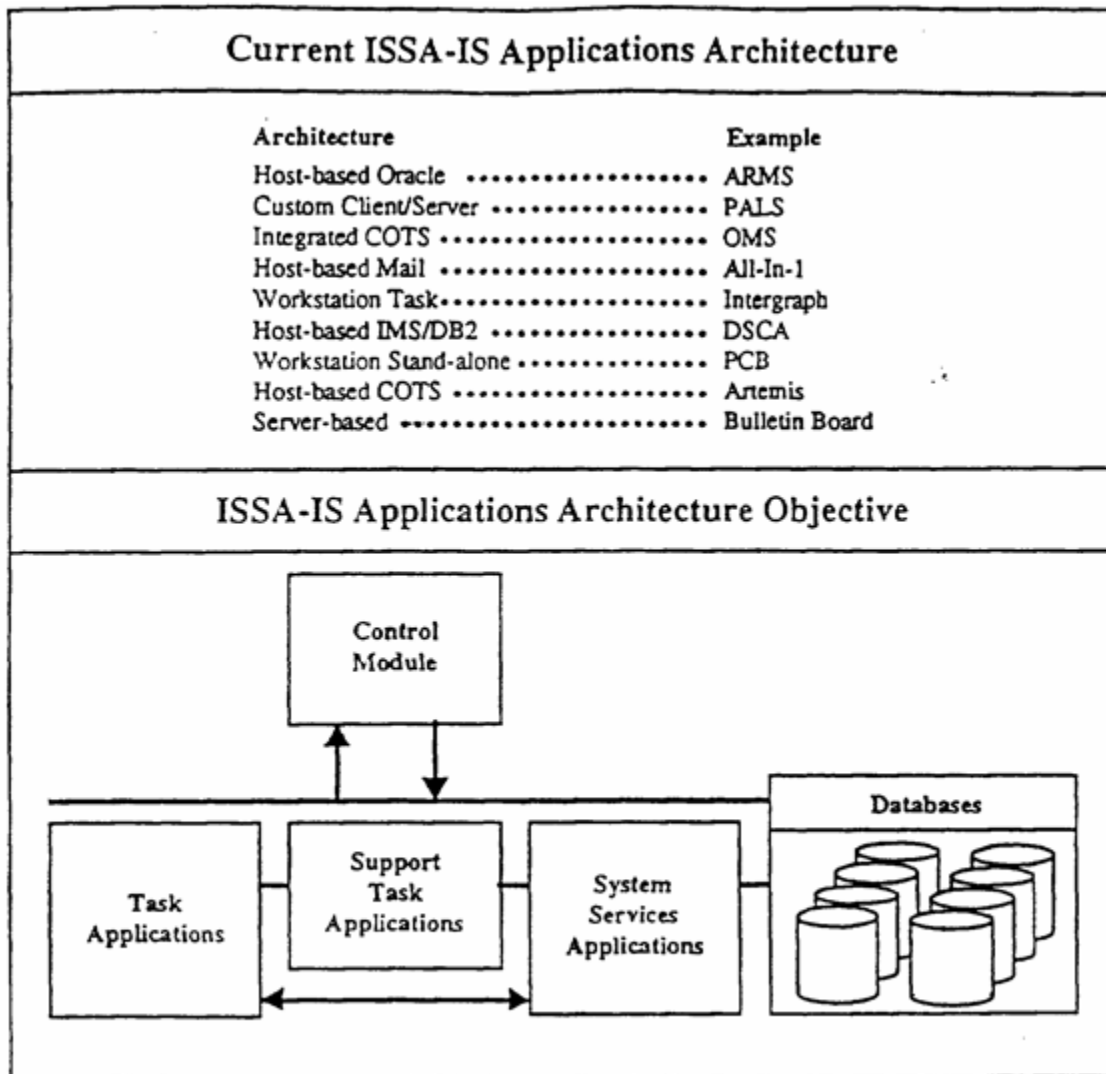 Current ISSA-IS Applications Architecture
Architecture Example
Host-based Oracle •••••••••••••••••••••••• ARMS
Custom Client/Server •••••••••••••••••••••• PALS
Integrated COTS ••••••••••••••••••••••••••• OMS
Host-based Mail •••••••••••••••••••••••••• All-In-1
Workstation Task••••••••••••••••••••••••••• Intergraph
Host-based IMS/DB2 •••••••••••••••••••••• DSCA
Workstation Stand-alone •••••••••••••••••••• PCB
Host-based COTS ••••••••••••••••••••••••• Artemis
Server-based ••••••••••••••••••••••••••••• Bulletin Board
ISSA-IS Applications Architecture Objective
Control
Module
Databases
Task
Applications
Support
Task
Applications
System
Services
Applications